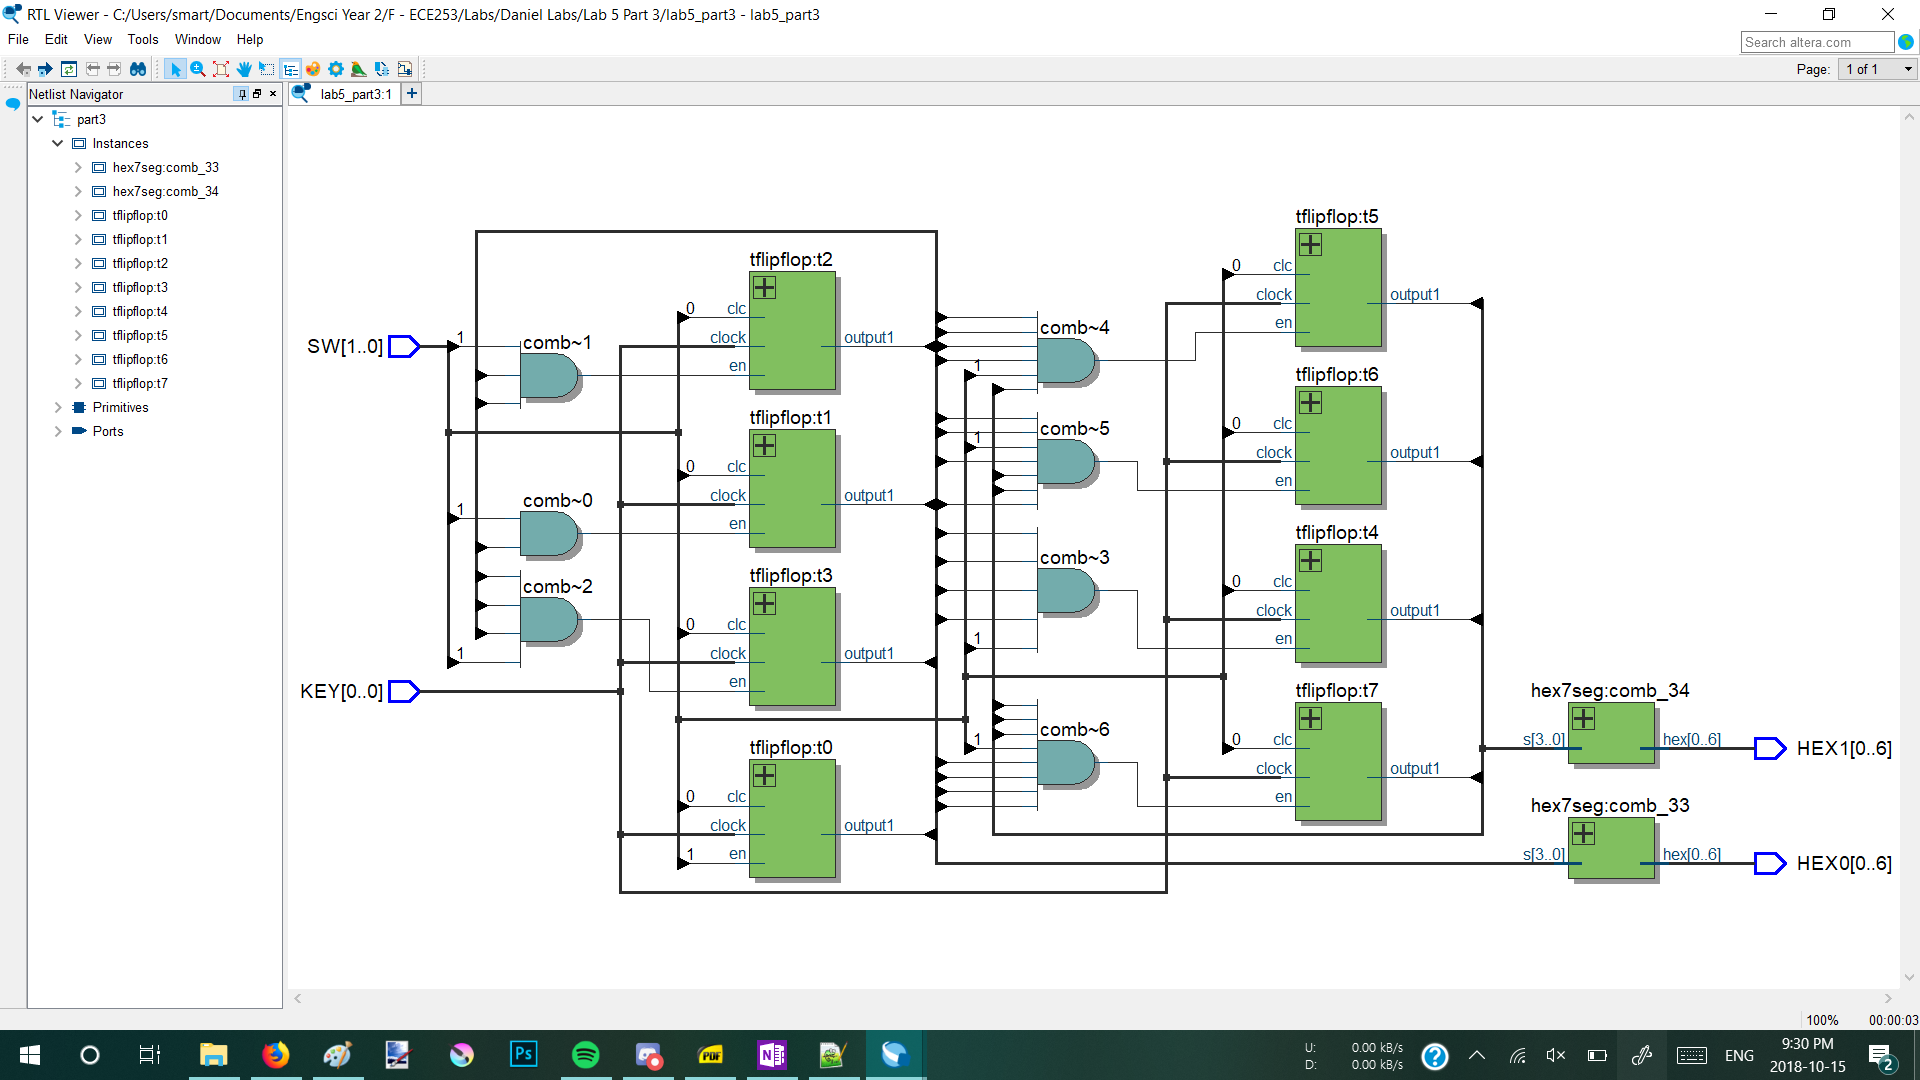 RTL Viewer - C:/Users/smart/Documents/Engsci Year 2/F - ECE253/Labs/Daniel Labs/Lab 5 Part 3/lab5_part3 - lab5_part3
File Edit View Tools Window Help
Search altera.com
Page: 1 of 1
Netlist Navigator
lab5_part3:1
part3
Instances
hex7seg:comb_33
hex7seg:comb_34
tflipflop:t0
tflipflop:t1
tflipflop:t2
tflipflop:t3
tflipflop:t4
tflipflop:t5
tflipflop:t6
tflipflop:t7
Primitives
Ports
SW[1..0]
KEY[0..0]
1
comb~1
1
comb~0
comb~2
1
tflipflop:t2
0 clc
clock
en
output1
tflipflop:t1
0 clc
clock
en
output1
tflipflop:t3
0 clc
clock
en
output1
tflipflop:t0
0 clc
clock
1 en
output1
comb~4
1
comb~5
1
comb~3
1
comb~6
1
tflipflop:t5
0 clc
clock
en
output1
tflipflop:t6
0 clc
clock
en
output1
tflipflop:t4
0 clc
clock
en
output1
tflipflop:t7
0 clc
clock
en
output1
hex7seg:comb_34
s[3..0] hex[0..6]
HEX1[0..6]
hex7seg:comb_33
s[3..0] hex[0..6]
HEX0[0..6]
100% 00:00:03
Ps
PDF
N
U: 0.00 kB/s
D: 0.00 kB/s
ENG
9:30 PM
2018-10-15
2